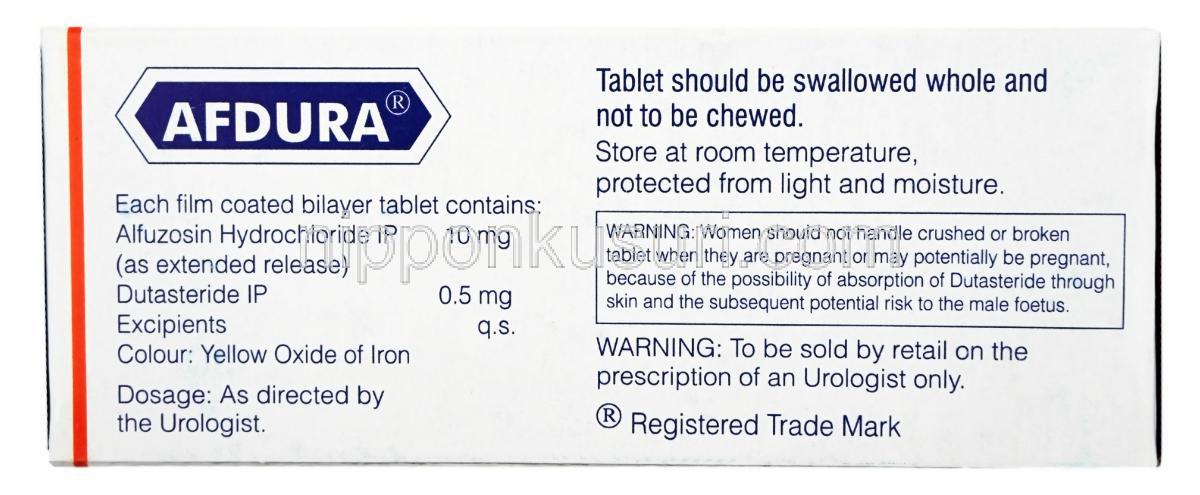 AFDURA®
Each film coated bilayer tablet contains:
Alfuzosin Hydrochloride IP 10 mg
(as extended release)
Dutasteride IP 0.5 mg
Excipients q.s.
Colour: Yellow Oxide of Iron
Dosage: As directed by
the Urologist.
Tablet should be swallowed whole and
not to be chewed.
Store at room temperature,
protected from light and moisture.
WARNING: Women should not handle crushed or broken
tablet when they are pregnant or may potentially be pregnant,
because of the possibility of absorption of Dutasteride through
skin and the subsequent potential risk to the male foetus.
WARNING: To be sold by retail on the
prescription of an Urologist only.
® Registered Trade Mark
nipponkusuri.com